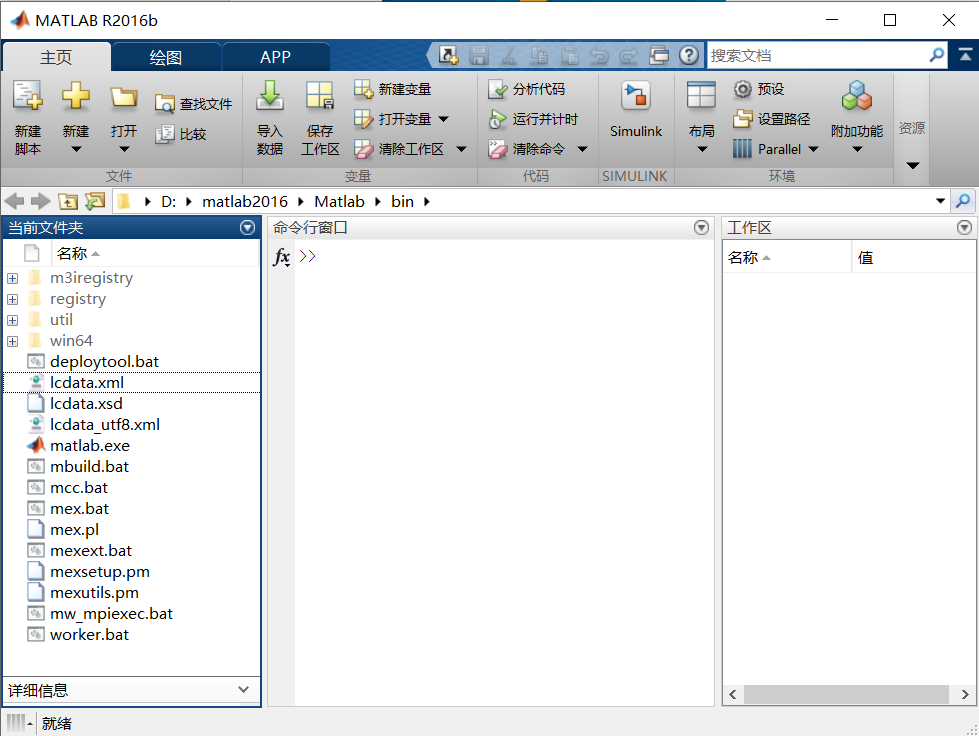 MATLAB R2016b
主页 绘图 APP
搜索文档
新建脚本 新建 打开 查找文件 比较
导入数据 保存工作区 新建变量 打开变量 清除工作区
分析代码 运行并计时 清除命令
Simulink
布局 预设 设置路径 Parallel 附加功能
资源
文件 变量 代码 SIMULINK 环境
D: matlab2016 Matlab bin
当前文件夹
名称
m3iregistry
registry
util
win64
deploytool.bat
lcdata.xml
lcdata.xsd
lcdata_utf8.xml
matlab.exe
mbuild.bat
mcc.bat
mex.bat
mex.pl
mexext.bat
mexsetup.pm
mexutils.pm
mw_mpiexec.bat
worker.bat
详细信息
命令行窗口
fx >>
工作区
名称 值
就绪